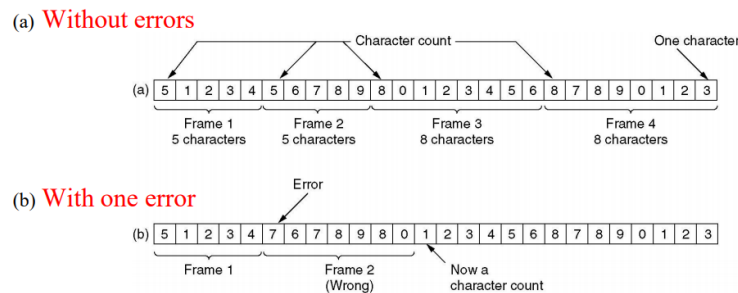 (a) Without errors
Character count
One character
(a) 5 1 2 3 4 5 6 7 8 9 8 0 1 2 3 4 5 6 8 7 8 9 0 1 2 3
Frame 1 Frame 2 Frame 3 Frame 4
5 characters 5 characters 8 characters 8 characters
(b) With one error
Error
(b) 5 1 2 3 4 7 6 7 8 9 8 0 1 2 3 4 5 6 8 7 8 9 0 1 2 3
Frame 1 Frame 2 Now a
(Wrong) character count